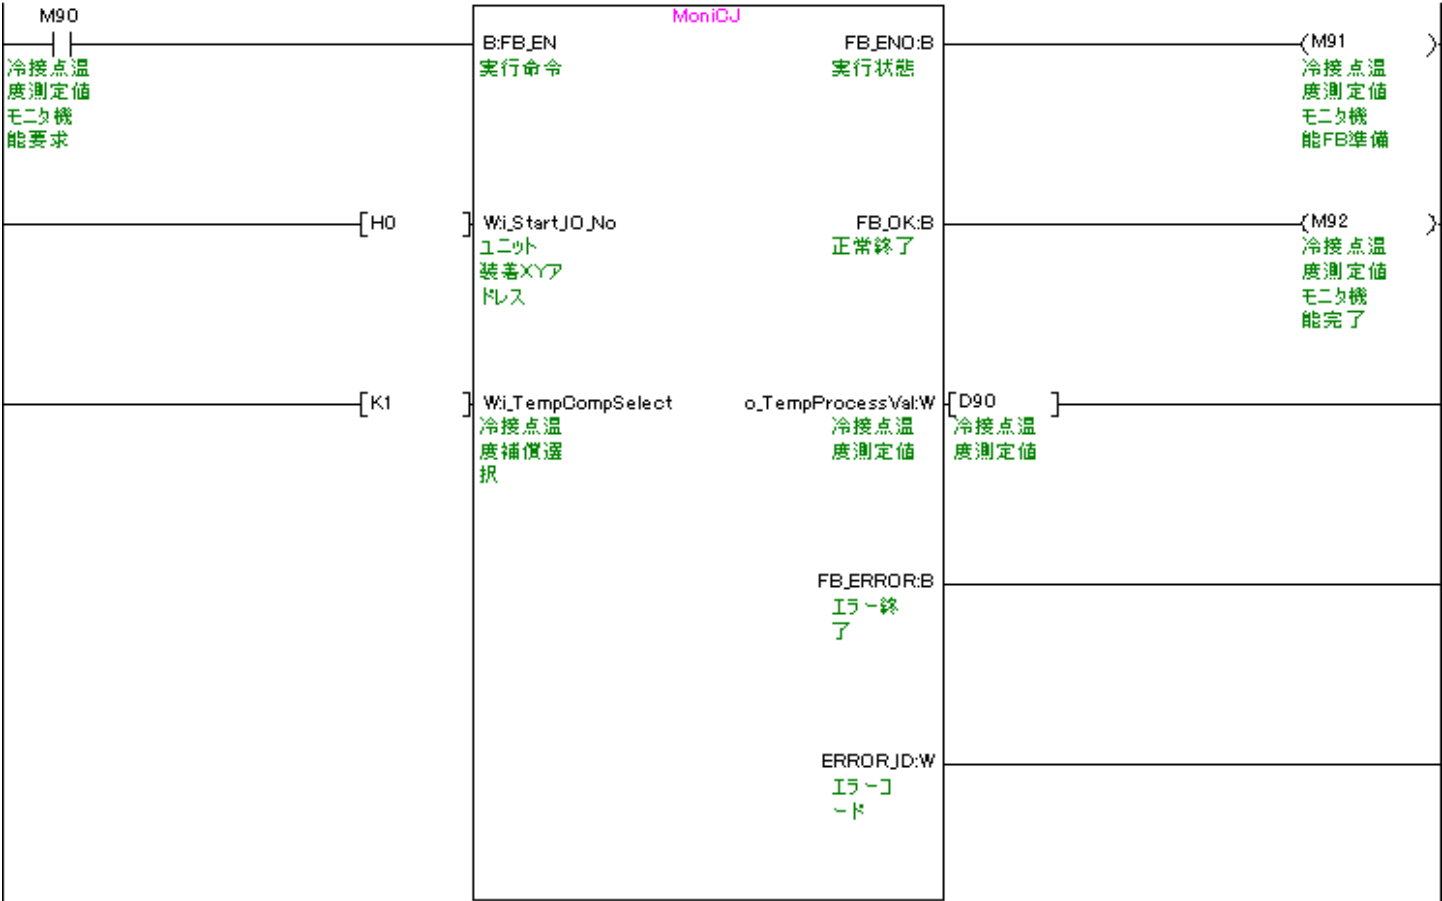 MoniCJ
M90
冷接点温
度測定値
モニタ機
能要求
B:FB_EN
実行命令
FB_ENO:B
実行状態
M91
冷接点温
度測定値
モニタ機
能FB準備
H0
W:i_Start_IO_No
ユニット
装着XYア
ドレス
FB_OK:B
正常終了
M92
冷接点温
度測定値
モニタ機
能完了
K1
W:i_TempCompSelect
冷接点温
度補償選
択
o_TempProcessVal:W
冷接点温
度測定値
D90
冷接点温
度測定値
FB_ERROR:B
エラー終
了
ERROR_ID:W
エラーコ
ード